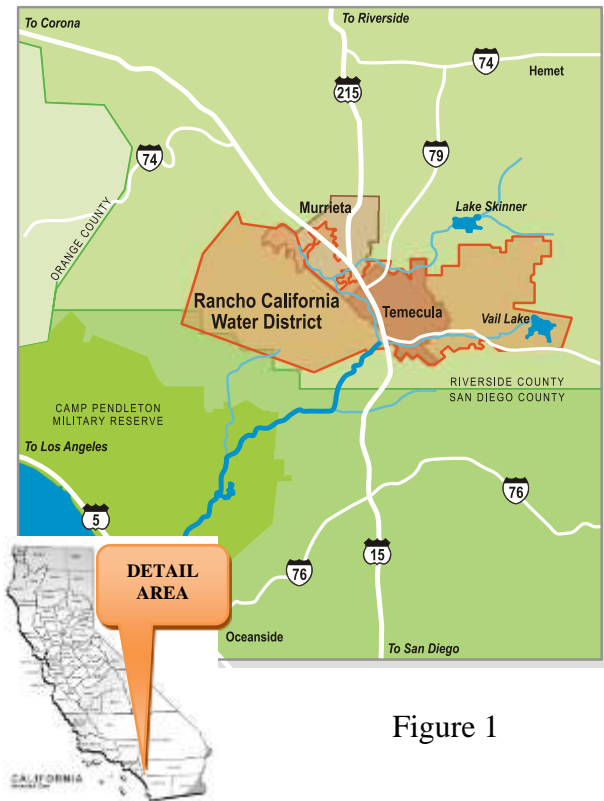 To Corona
To Riverside
74
Hemet
215
79
74
Murrieta
Lake Skinner
ORANGE COUNTY
Rancho California
Water District
Temecula
Vail Lake
RIVERSIDE COUNTY
SAN DIEGO COUNTY
CAMP PENDLETON
MILITARY RESERVE
To Los Angeles
76
5
15
76
DETAIL
AREA
Oceanside
To San Diego
Figure 1
CALIFORNIA